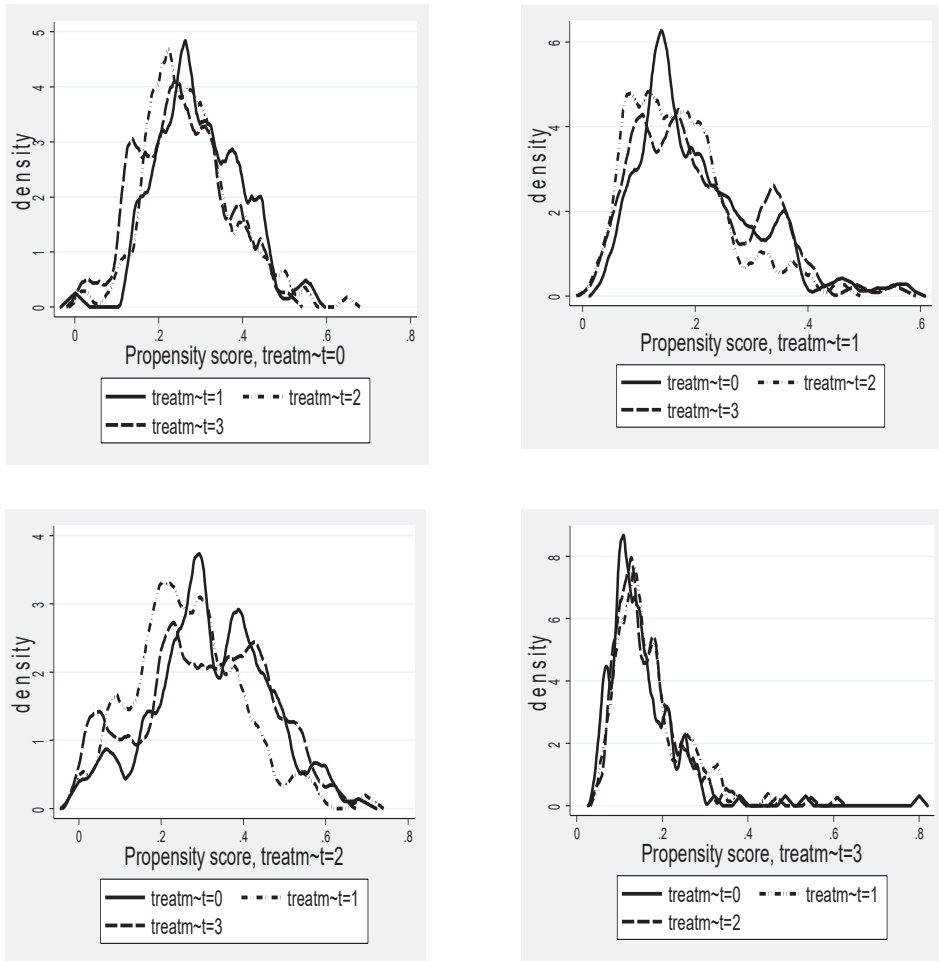 5
4
3
2
1
0
density
0 .2 .4 .6 .8
Propensity score, treatm~t=0
treatm~t=1 treatm~t=2
treatm~t=3
6
4
2
0
density
0 .2 .4 .6
Propensity score, treatm~t=1
treatm~t=0 treatm~t=2
treatm~t=3
4
3
2
1
0
density
0 .2 .4 .6 .8
Propensity score, treatm~t=2
treatm~t=0 treatm~t=1
treatm~t=3
8
6
4
2
0
density
0 .2 .4 .6 .8
Propensity score, treatm~t=3
treatm~t=0 treatm~t=1
treatm~t=2